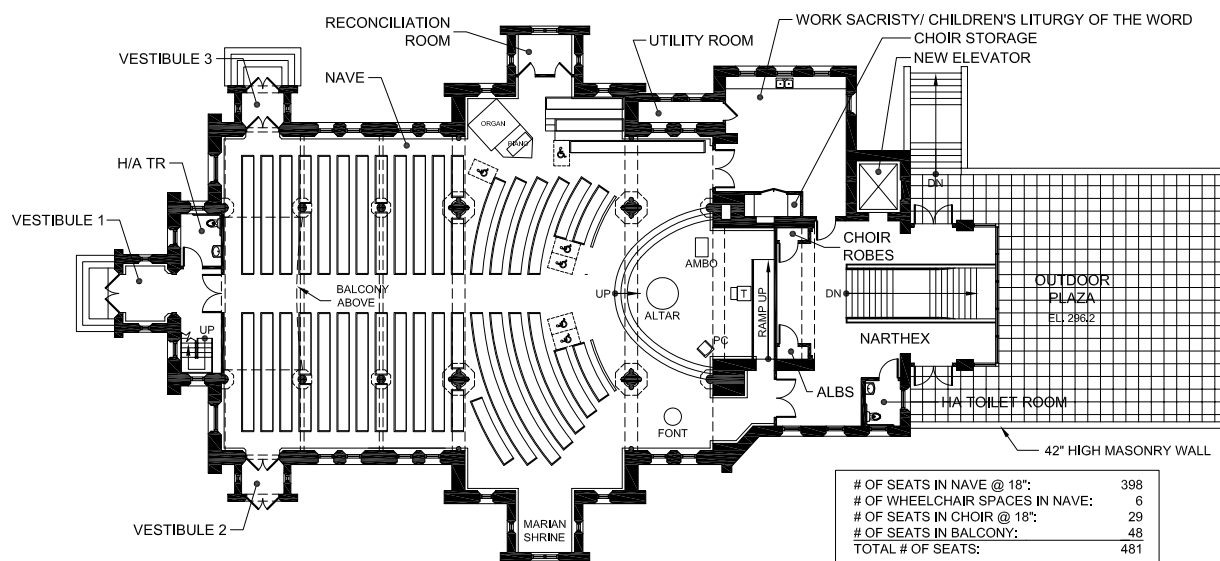 RECONCILIATION
ROOM
WORK SACRISTY/ CHILDREN'S LITURGY OF THE WORD
CHOIR STORAGE
UTILITY ROOM
NEW ELEVATOR
VESTIBULE 3
NAVE
ORGAN
PIANO
H/A TR
DN
VESTIBULE 1
CHOIR
ROBES
AMBO
BALCONY
ABOVE
UP
ALTAR
T
RAMP UP
DN
OUTDOOR
PLAZA
EL. 296.2
UP
PC
NARTHEX
ALBS
HA TOILET ROOM
FONT
42" HIGH MASONRY WALL
VESTIBULE 2
MARIAN
SHRINE
# OF SEATS IN NAVE @ 18": 398
# OF WHEELCHAIR SPACES IN NAVE: 6
# OF SEATS IN CHOIR @ 18": 29
# OF SEATS IN BALCONY: 48
TOTAL # OF SEATS: 481